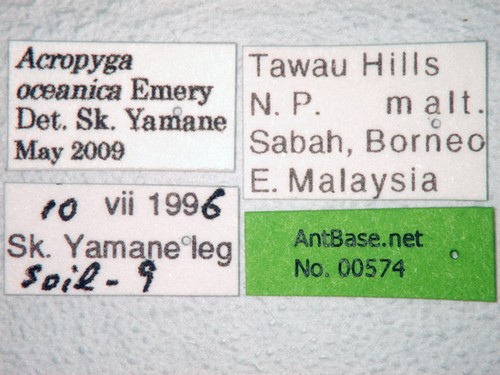 Acropyga
oceanica Emery
Det. Sk. Yamane
May 2009
Tawau Hills
N. P. malt.
Sabah, Borneo
E. Malaysia
10 vii 1996
Sk. Yamane leg
soil - 9
AntBase.net
No. 00574